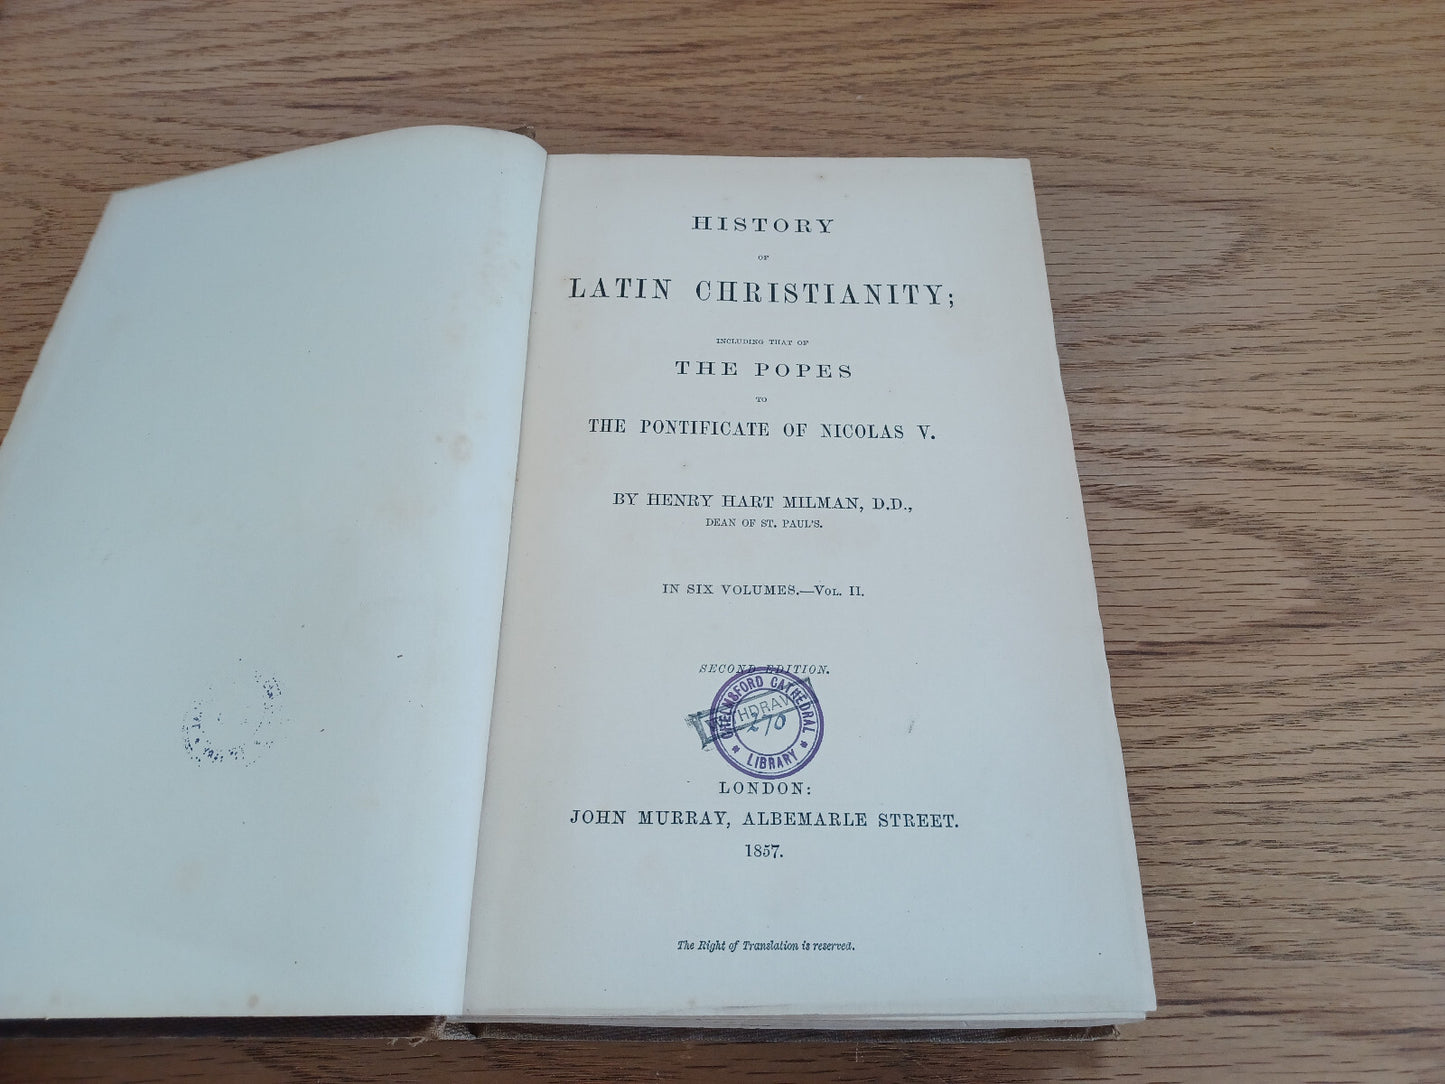 HISTORY
OF
LATIN CHRISTIANITY;
INCLUDING THAT OF
THE POPES
TO
THE PONTIFICATE OF NICOLAS V.
BY HENRY HART MILMAN, D.D.,
DEAN OF ST. PAUL'S.
IN SIX VOLUMES.—VOL. II.
SECOND EDITION.
CHELMSFORD CATHEDRAL
WITHDRAWN
270
* LIBRARY *
LONDON:
JOHN MURRAY, ALBEMARLE STREET.
1857.
The Right of Translation is reserved.